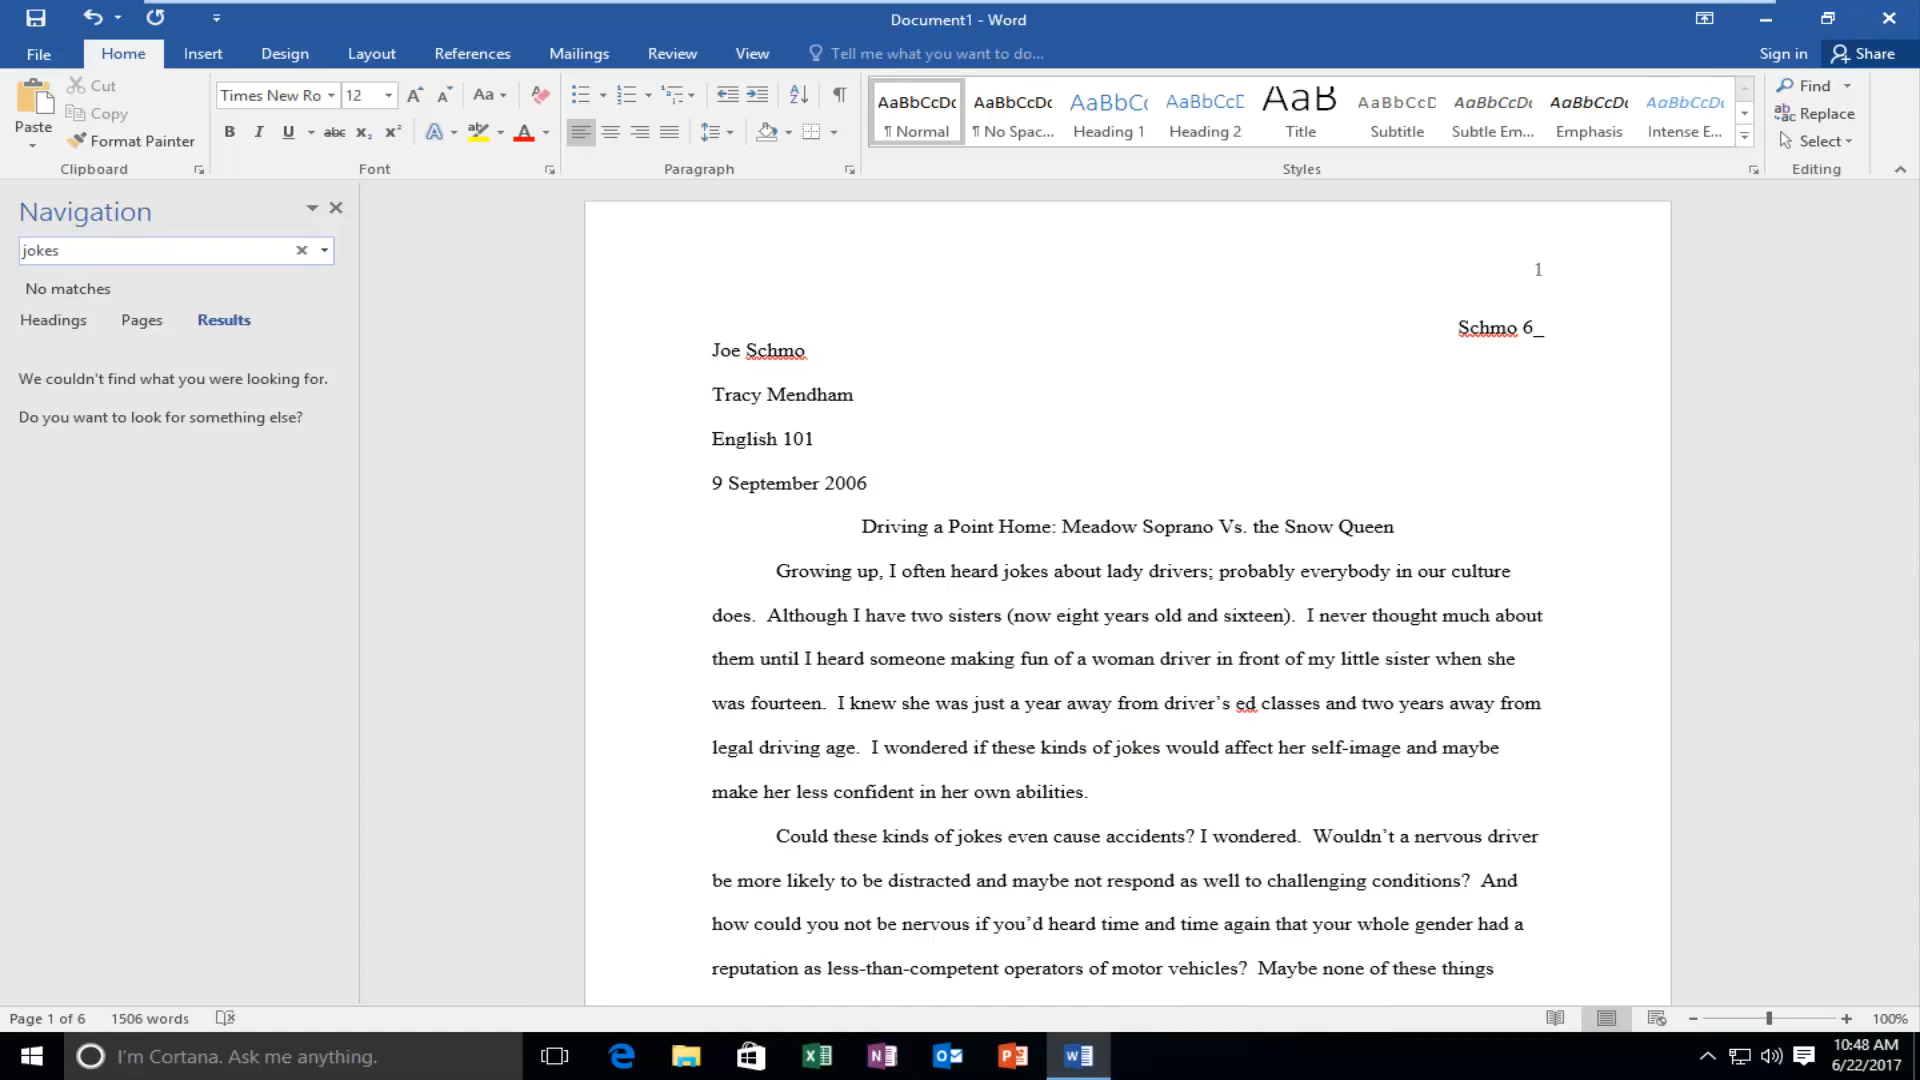 Document1 - Word
File Home Insert Design Layout References Mailings Review View Tell me what you want to do... Sign in Share
Paste
Cut
Copy
Format Painter
Clipboard
Times New Ro 12 Aa
B I U abc x₂ x² A ab A
Font
A Z ¶
Paragraph
AaBbCcDc AaBbCcDc AaBbCc AaBbCcD AaB AaBbCcD AaBbCcDc AaBbCcDc AaBbCcDc
¶ Normal ¶ No Spac... Heading 1 Heading 2 Title Subtitle Subtle Em... Emphasis Intense E...
Styles
Find
Replace
Select
Editing
Navigation
jokes
No matches
Headings Pages Results
We couldn't find what you were looking for.
Do you want to look for something else?
1
Schmo 6_
Joe Schmo
Tracy Mendham
English 101
9 September 2006
Driving a Point Home: Meadow Soprano Vs. the Snow Queen
Growing up, I often heard jokes about lady drivers; probably everybody in our culture
does.  Although I have two sisters (now eight years old and sixteen).  I never thought much about
them until I heard someone making fun of a woman driver in front of my little sister when she
was fourteen.  I knew she was just a year away from driver’s ed classes and two years away from
legal driving age.  I wondered if these kinds of jokes would affect her self-image and maybe
make her less confident in her own abilities.
Could these kinds of jokes even cause accidents? I wondered.  Wouldn’t a nervous driver
be more likely to be distracted and maybe not respond as well to challenging conditions?  And
how could you not be nervous if you’d heard time and time again that your whole gender had a
reputation as less-than-competent operators of motor vehicles?  Maybe none of these things
Page 1 of 6 1506 words 100%
I'm Cortana. Ask me anything.
10:48 AM
6/22/2017